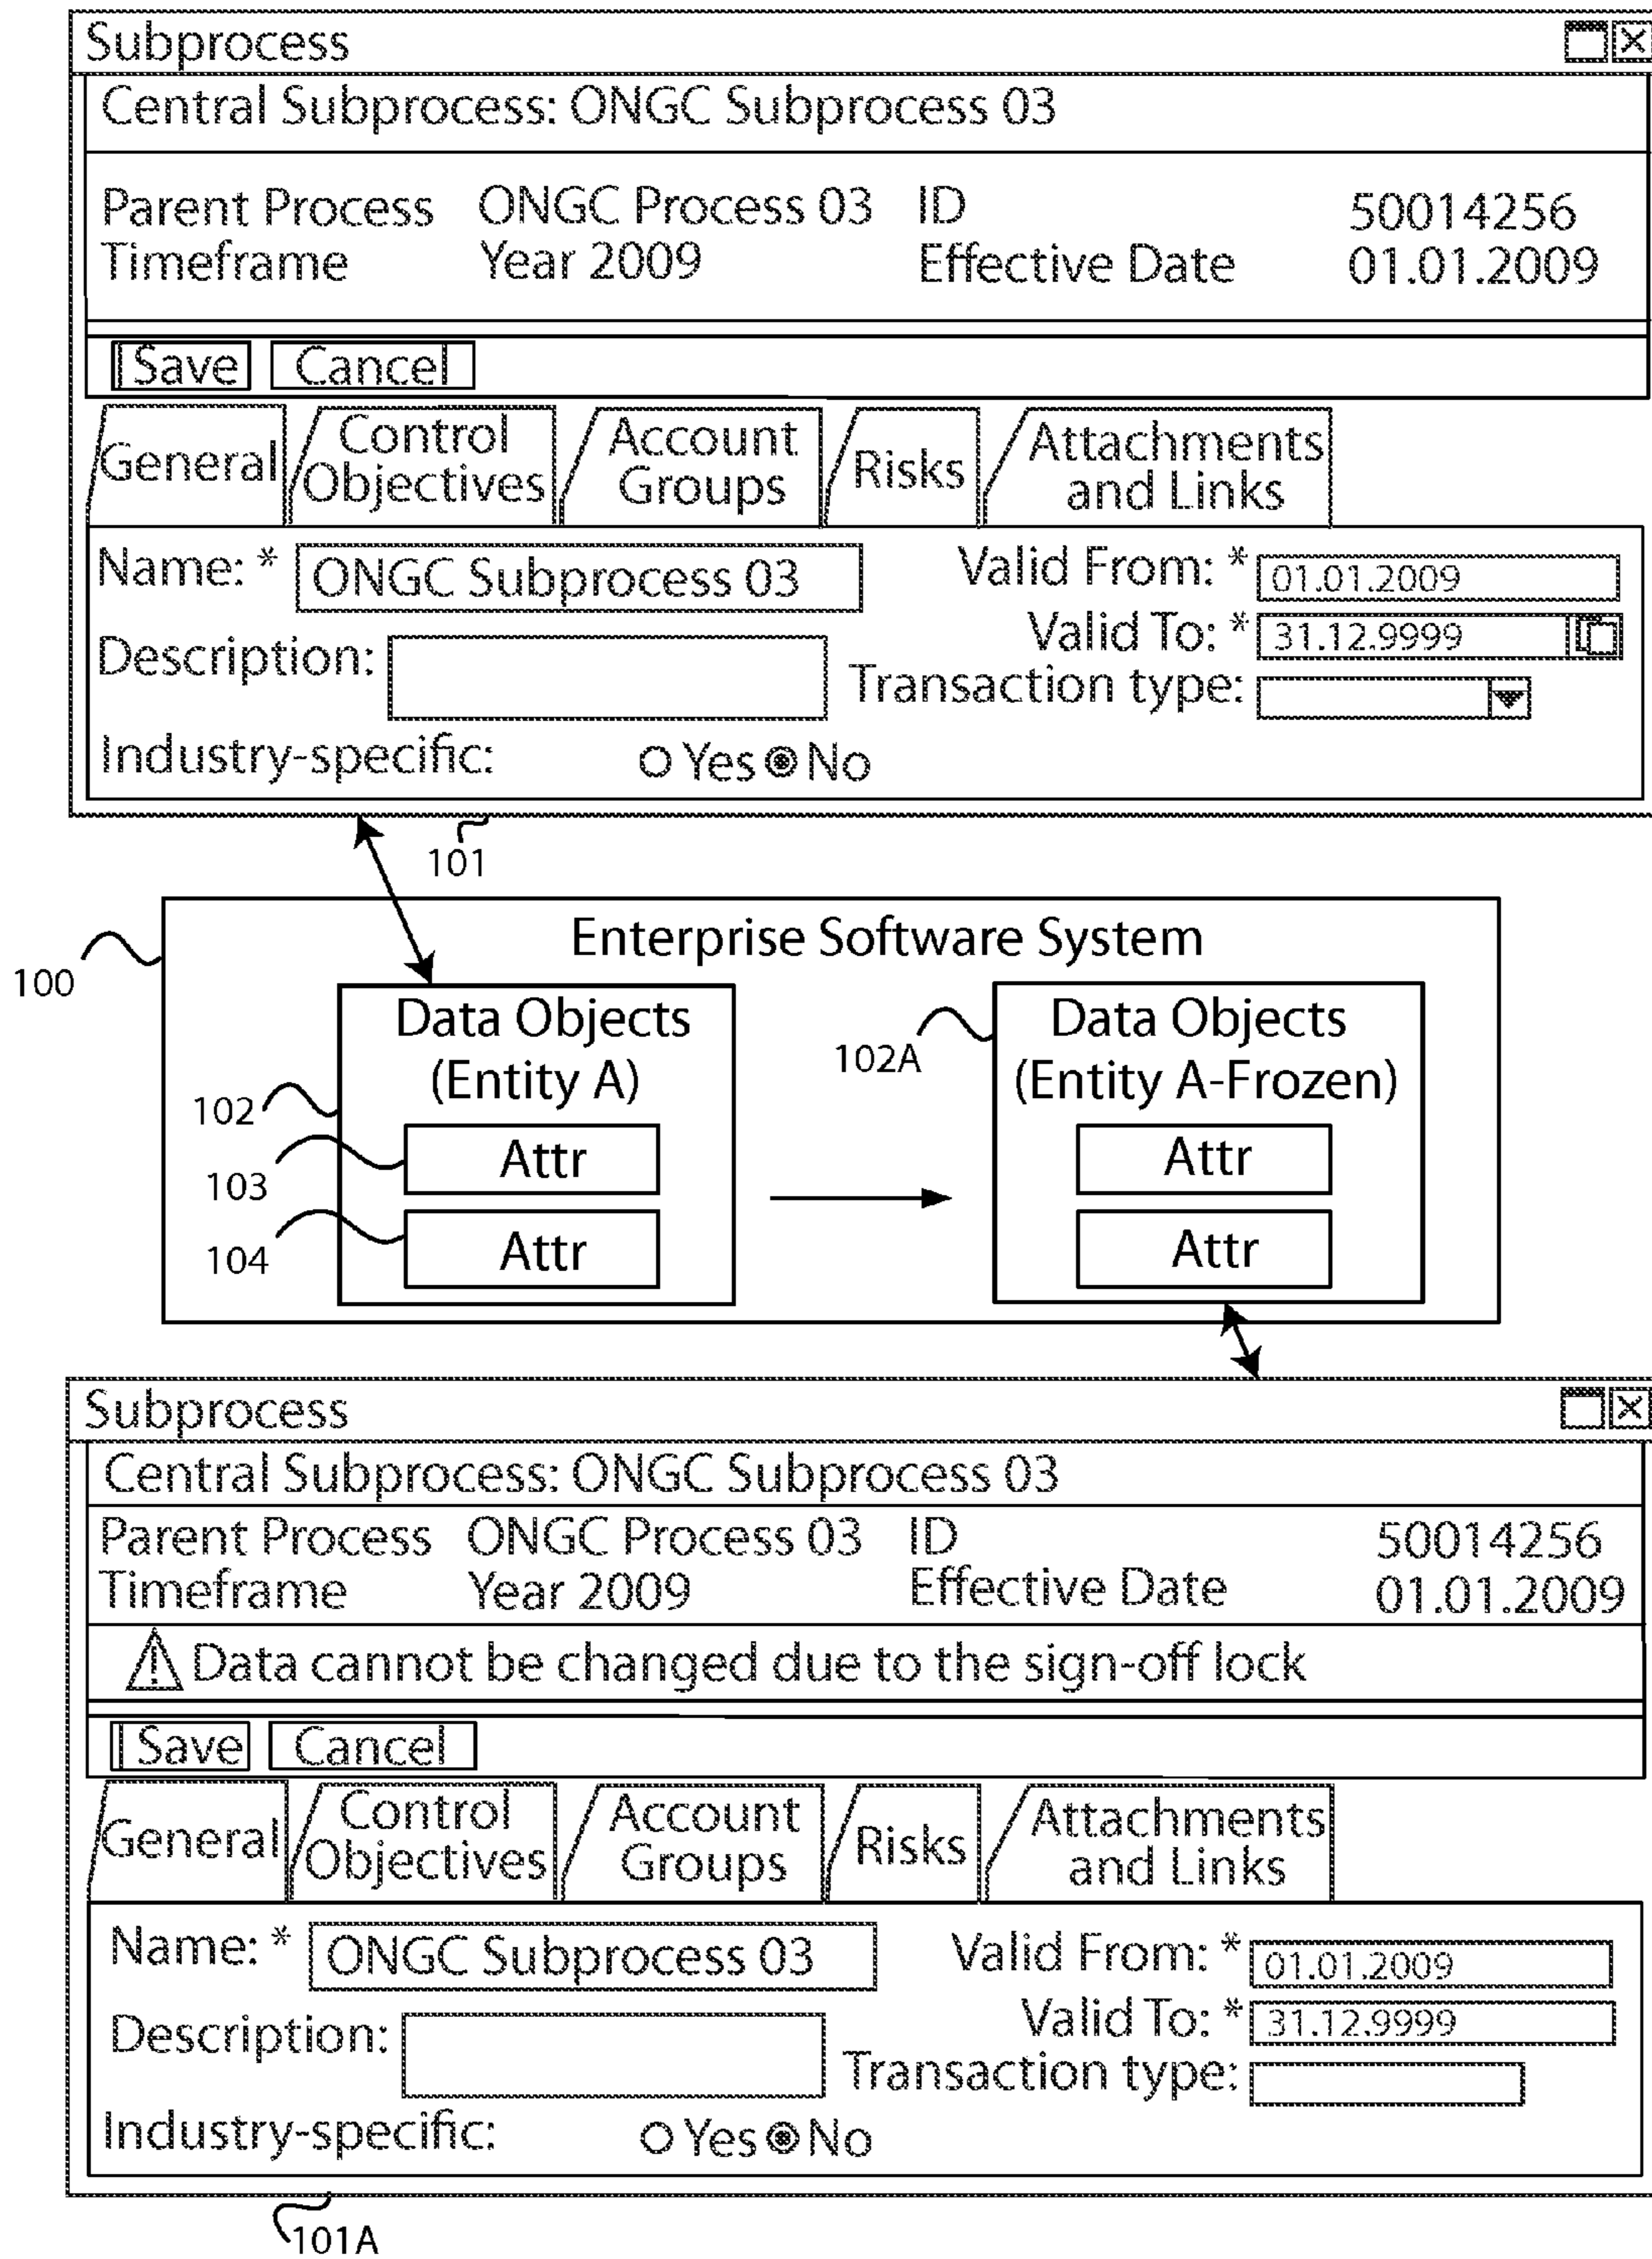 Subprocess
Central Subprocess: ONGC Subprocess 03
Parent Process ONGC Process 03 ID 50014256
Timeframe Year 2009 Effective Date 01.01.2009
Save Cancel
General Control Objectives Account Groups Risks Attachments and Links
Name: * ONGC Subprocess 03 Valid From: * 01.01.2009
Valid To: * 31.12.9999
Description:
Transaction type:
Industry-specific: Yes No
101
100
Enterprise Software System
Data Objects
(Entity A)
102
Attr
103
Attr
104
Data Objects
(Entity A-Frozen)
102A
Attr
Attr
Subprocess
Central Subprocess: ONGC Subprocess 03
Parent Process ONGC Process 03 ID 50014256
Timeframe Year 2009 Effective Date 01.01.2009
Data cannot be changed due to the sign-off lock
Save Cancel
General Control Objectives Account Groups Risks Attachments and Links
Name: * ONGC Subprocess 03 Valid From: * 01.01.2009
Valid To: * 31.12.9999
Description:
Transaction type:
Industry-specific: Yes No
101A